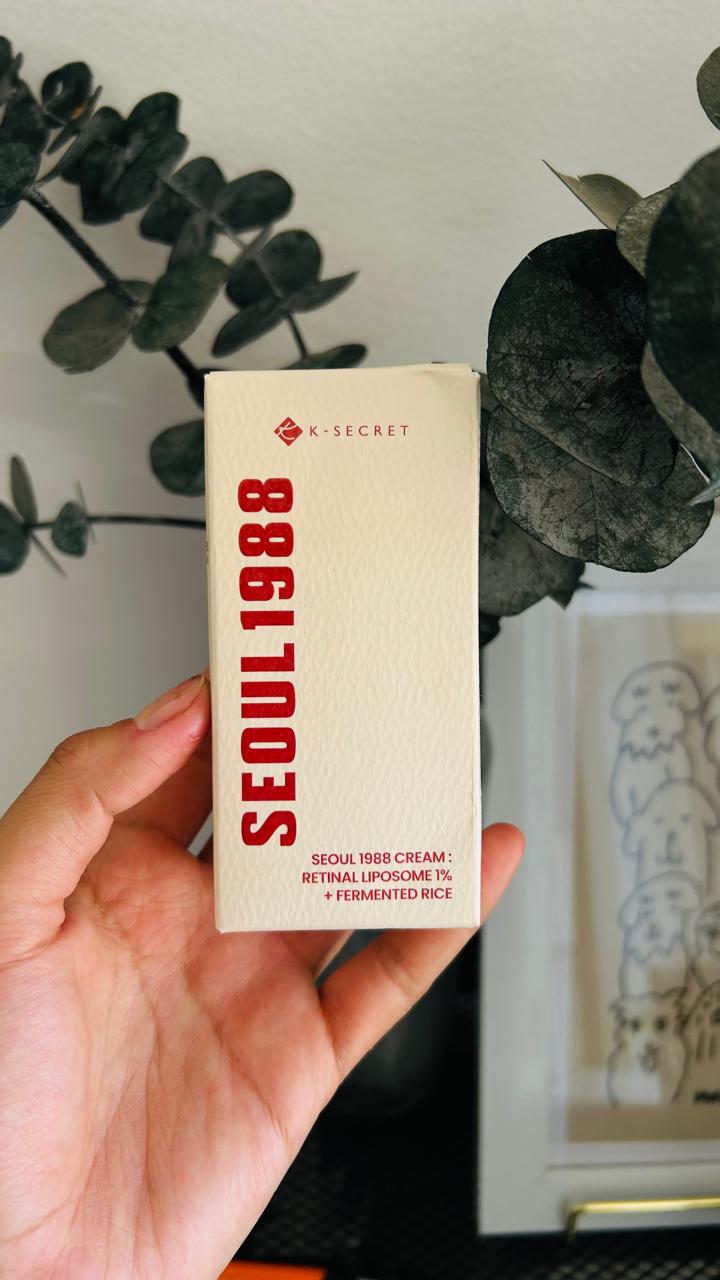 K-SECRET
SEOUL1988
SEOUL 1988 CREAM :
RETINAL LIPOSOME 1%
+ FERMENTED RICE